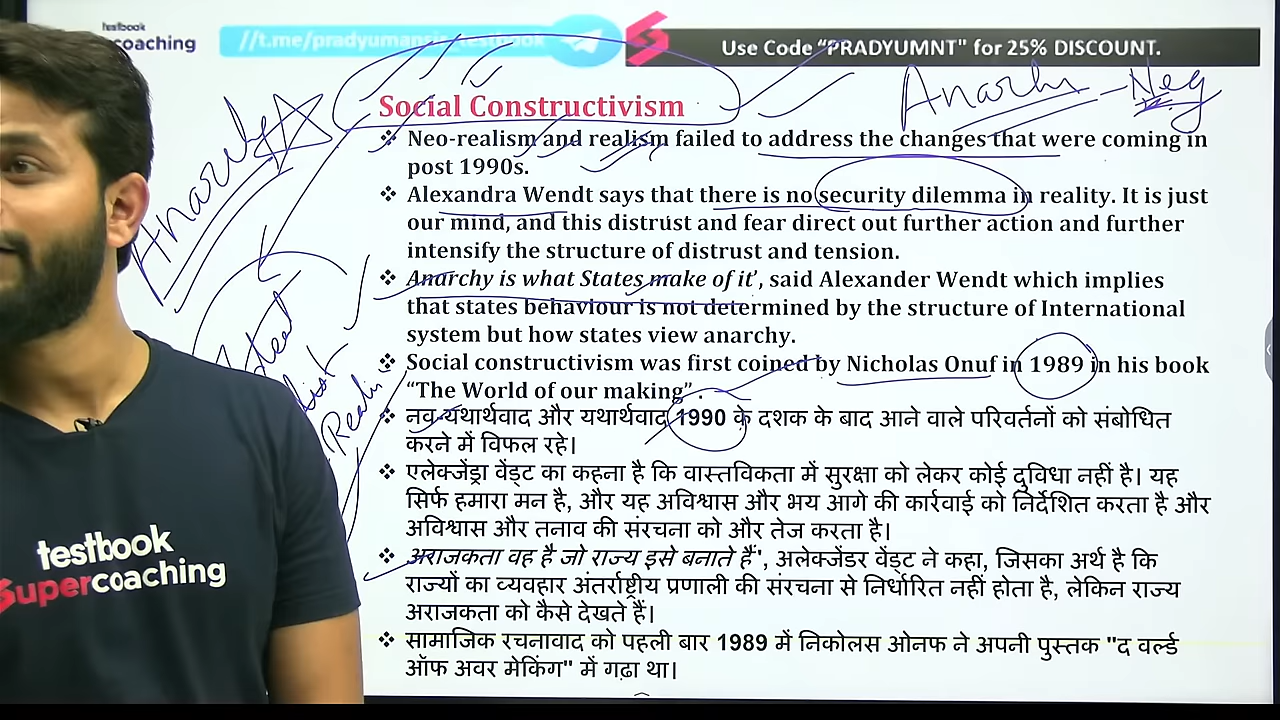 testbook
coaching
//t.me/pradyumansir_testbook
Use Code “PRADYUMNT" for 25% DISCOUNT.
Anarchy
Anarchy - Neg
Social Constructivism
❖ Neo-realism and realism failed to address the changes that were coming in
post 1990s.
❖ Alexandra Wendt says that there is no security dilemma in reality. It is just
our mind, and this distrust and fear direct out further action and further
intensify the structure of distrust and tension.
❖ Anarchy is what States make of it’, said Alexander Wendt which implies
that states behaviour is not determined by the structure of International
system but how states view anarchy.
❖ Social constructivism was first coined by Nicholas Onuf in 1989 in his book
“The World of our making” .
❖ नव-यथार्थवाद और यथार्थवाद 1990 के दशक के बाद आने वाले परिवर्तनों को संबोधित
करने में विफल रहे।
❖ एलेक्जेंड्रा वेंड्ट का कहना है कि वास्तविकता में सुरक्षा को लेकर कोई दुविधा नहीं है। यह
सिर्फ हमारा मन है, और यह अविश्वास और भय आगे की कार्रवाई को निर्देशित करता है और
अविश्वास और तनाव की संरचना को और तेज करता है।
❖ अराजकता वह है जो राज्य इसे बनाते हैं', अलेक्जेंडर वेंड्ट ने कहा, जिसका अर्थ है कि
राज्यों का व्यवहार अंतर्राष्ट्रीय प्रणाली की संरचना से निर्धारित नहीं होता है, लेकिन राज्य
अराजकता को कैसे देखते हैं।
❖ सामाजिक रचनावाद को पहली बार 1989 में निकोलस ओनफ ने अपनी पुस्तक "द वर्ल्ड
ऑफ अवर मेकिंग" में गढ़ा था।
testbook
Supercoaching